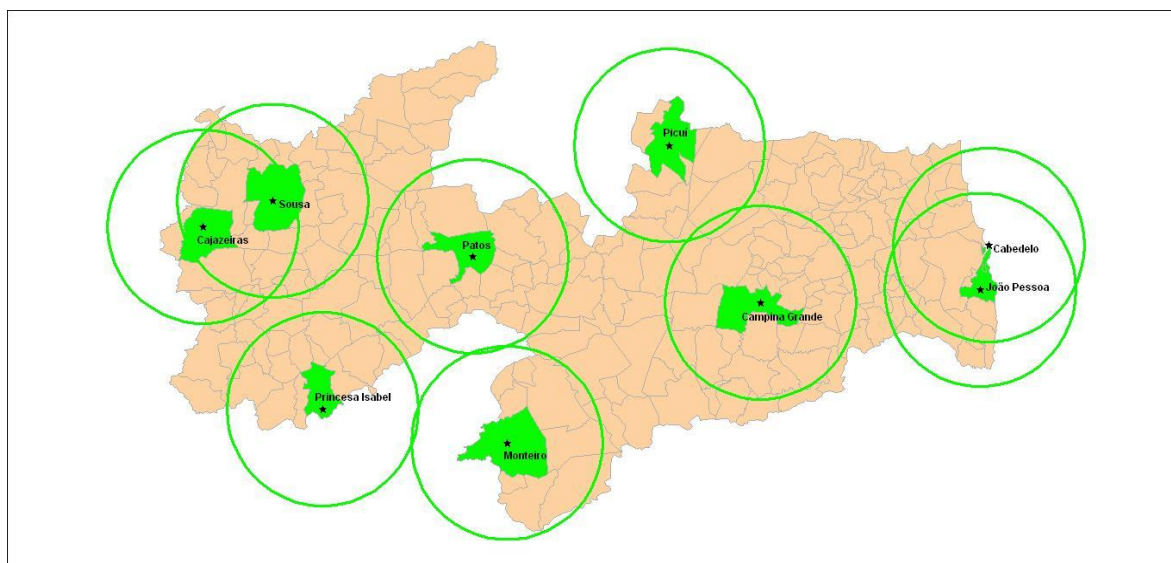 Picuí
Sousa
Cajazeiras
Patos
Cabedelo
João Pessoa
Campina Grande
Princesa Isabel
Monteiro